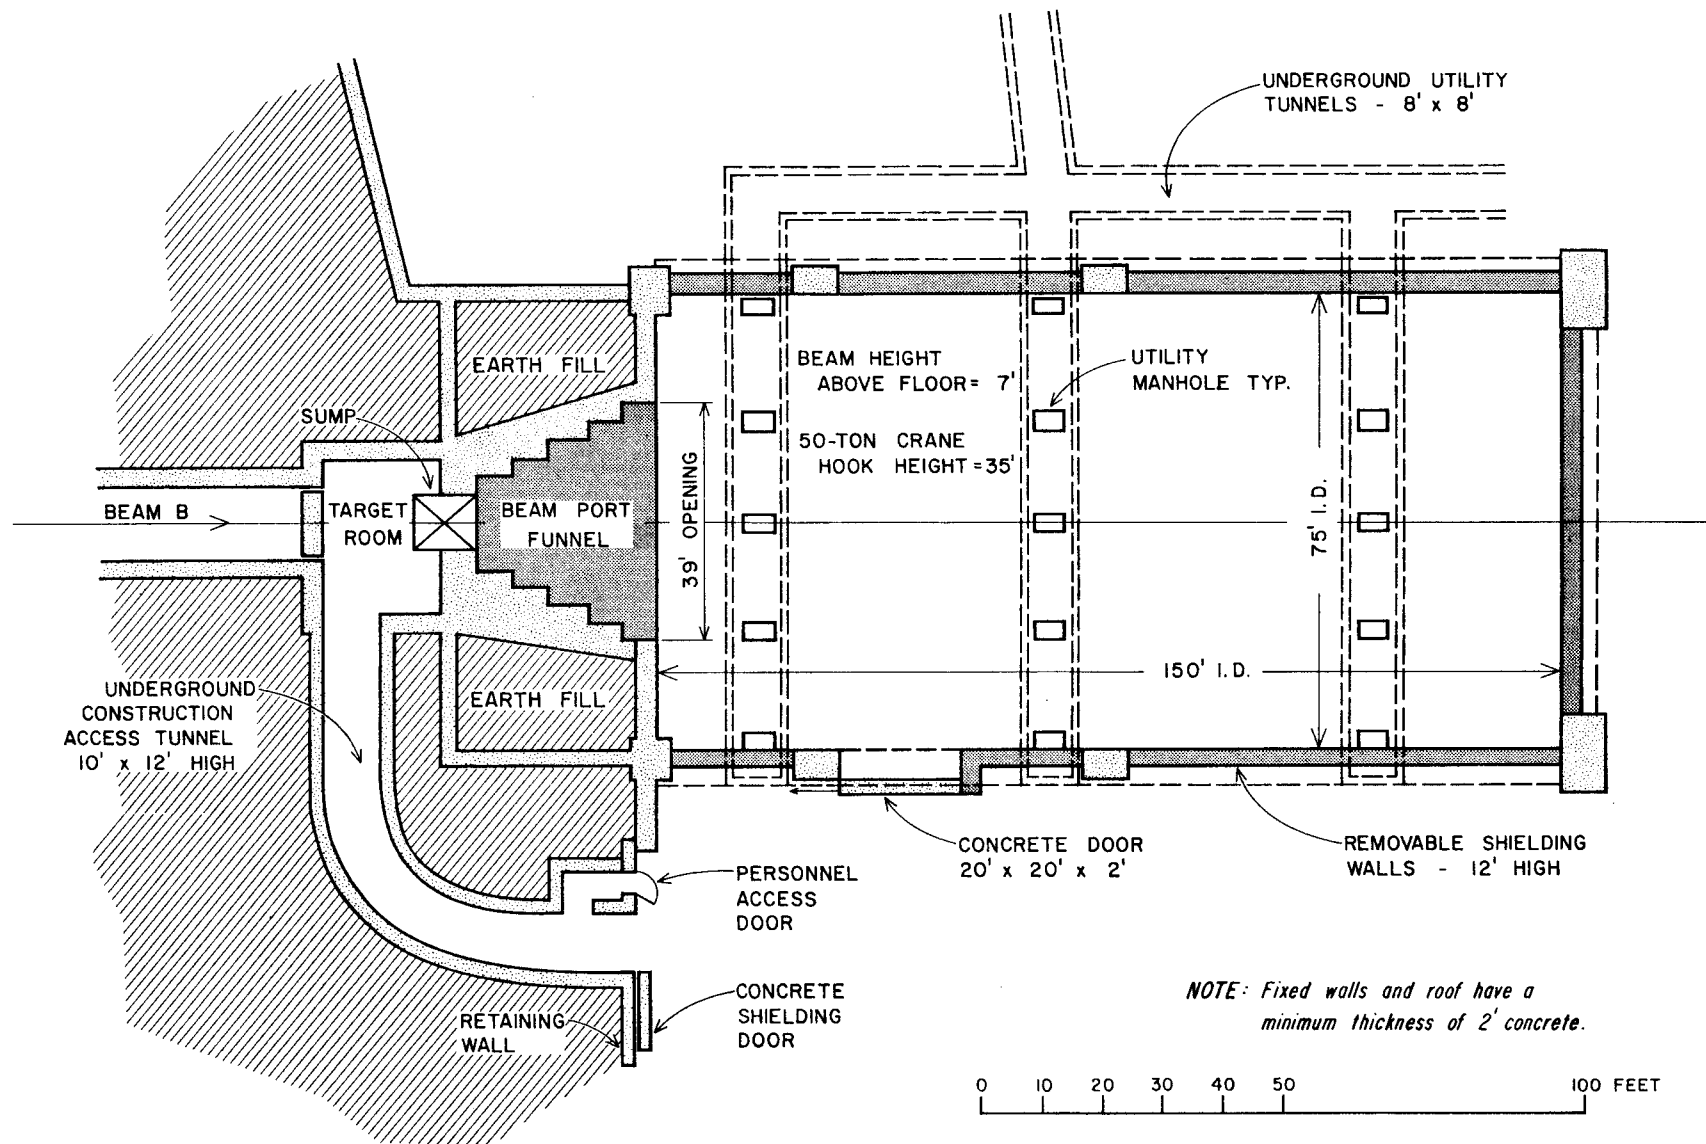 UNDERGROUND UTILITY
TUNNELS - 8' x 8'
EARTH FILL
BEAM HEIGHT
ABOVE FLOOR = 7'
UTILITY
MANHOLE TYP.
SUMP
50-TON CRANE
HOOK HEIGHT = 35'
BEAM B
TARGET
ROOM
BEAM PORT
FUNNEL
39' OPENING
75' I.D.
150' I.D.
EARTH FILL
UNDERGROUND
CONSTRUCTION
ACCESS TUNNEL
10' x 12' HIGH
CONCRETE DOOR
20' x 20' x 2'
REMOVABLE SHIELDING
WALLS - 12' HIGH
PERSONNEL
ACCESS
DOOR
CONCRETE
SHIELDING
DOOR
RETAINING
WALL
NOTE: Fixed walls and roof have a
minimum thickness of 2' concrete.
0 10 20 30 40 50 100 FEET